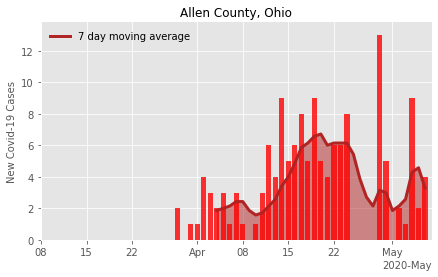 Allen County, Ohio
7 day moving average
New Covid-19 Cases
12
10
8
6
4
2
0
08 15 22 Apr 08 15 22 May
2020-May